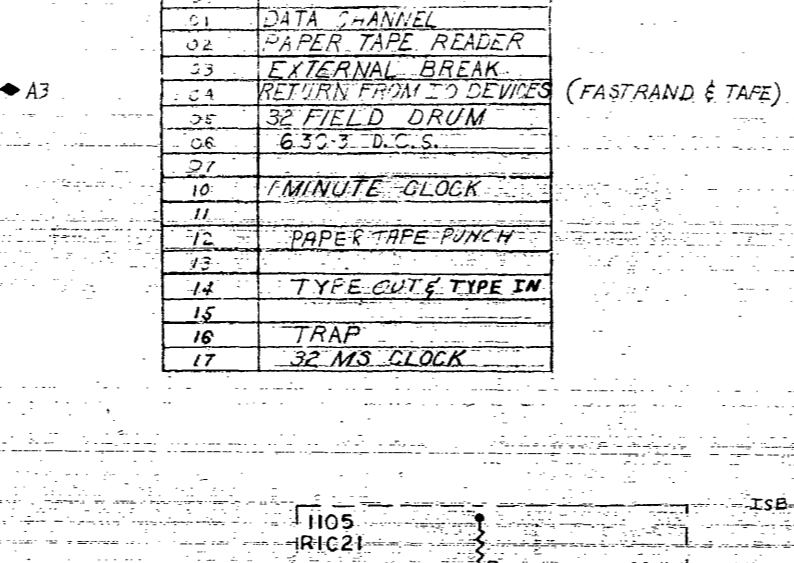 01 DATA CHANNEL
02 PAPER TAPE READER
03 EXTERNAL BREAK
A3
04 RETURN FROM IO DEVICES (FASTRAND & TAPE)
05 32 FIELD DRUM
06 630-3 D.C.S.
07
10 1 MINUTE CLOCK
11
12 PAPER TAPE PUNCH
13
14 TYPE OUT & TYPE IN
15
16 TRAP
17 32 MS CLOCK
ISB
1105
R1C21